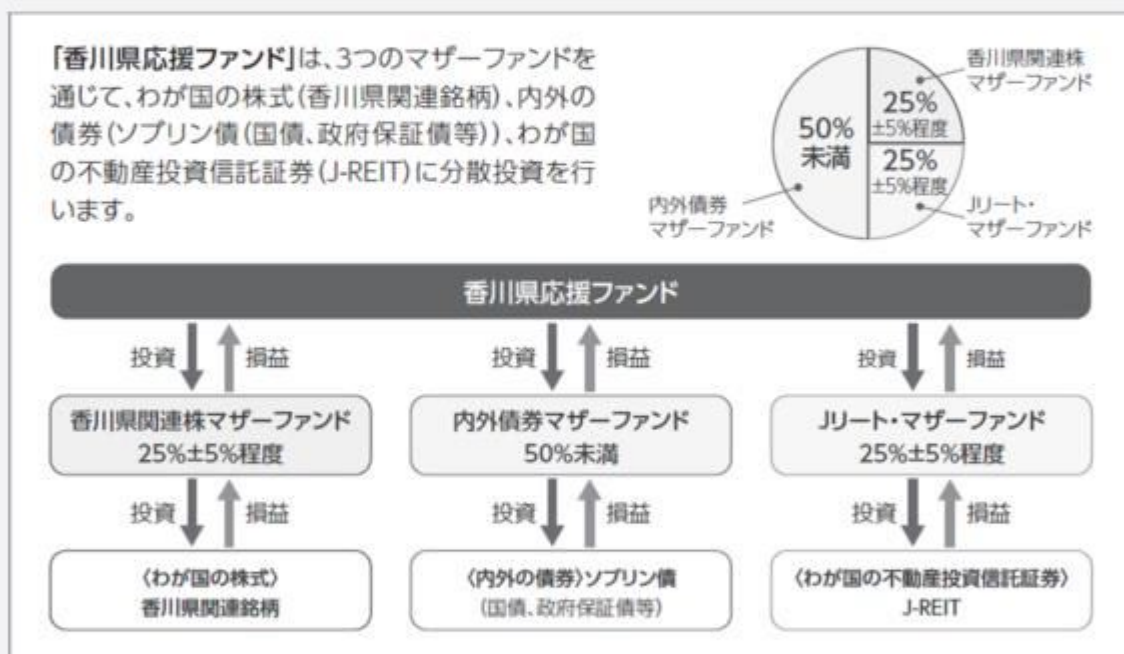 「香川県応援ファンド」は、3つのマザーファンドを
通じて、わが国の株式(香川県関連銘柄)、内外の
債券(ソブリン債(国債、政府保証債等))、わが国
の不動産投資信託証券(J-REIT)に分散投資を行
います。
香川県関連株
マザーファンド
25%
±5%程度
50%
未満
25%
±5%程度
内外債券
マザーファンド
Jリート・
マザーファンド
香川県応援ファンド
投資 損益 投資 損益 投資 損益
香川県関連株マザーファンド 内外債券マザーファンド Jリート・マザーファンド
25%±5%程度 50%未満 25%±5%程度
投資 損益 投資 損益 投資 損益
〈わが国の株式〉 〈内外の債券〉ソブリン債 〈わが国の不動産投資信託証券〉
香川県関連銘柄 (国債、政府保証債等) J-REIT